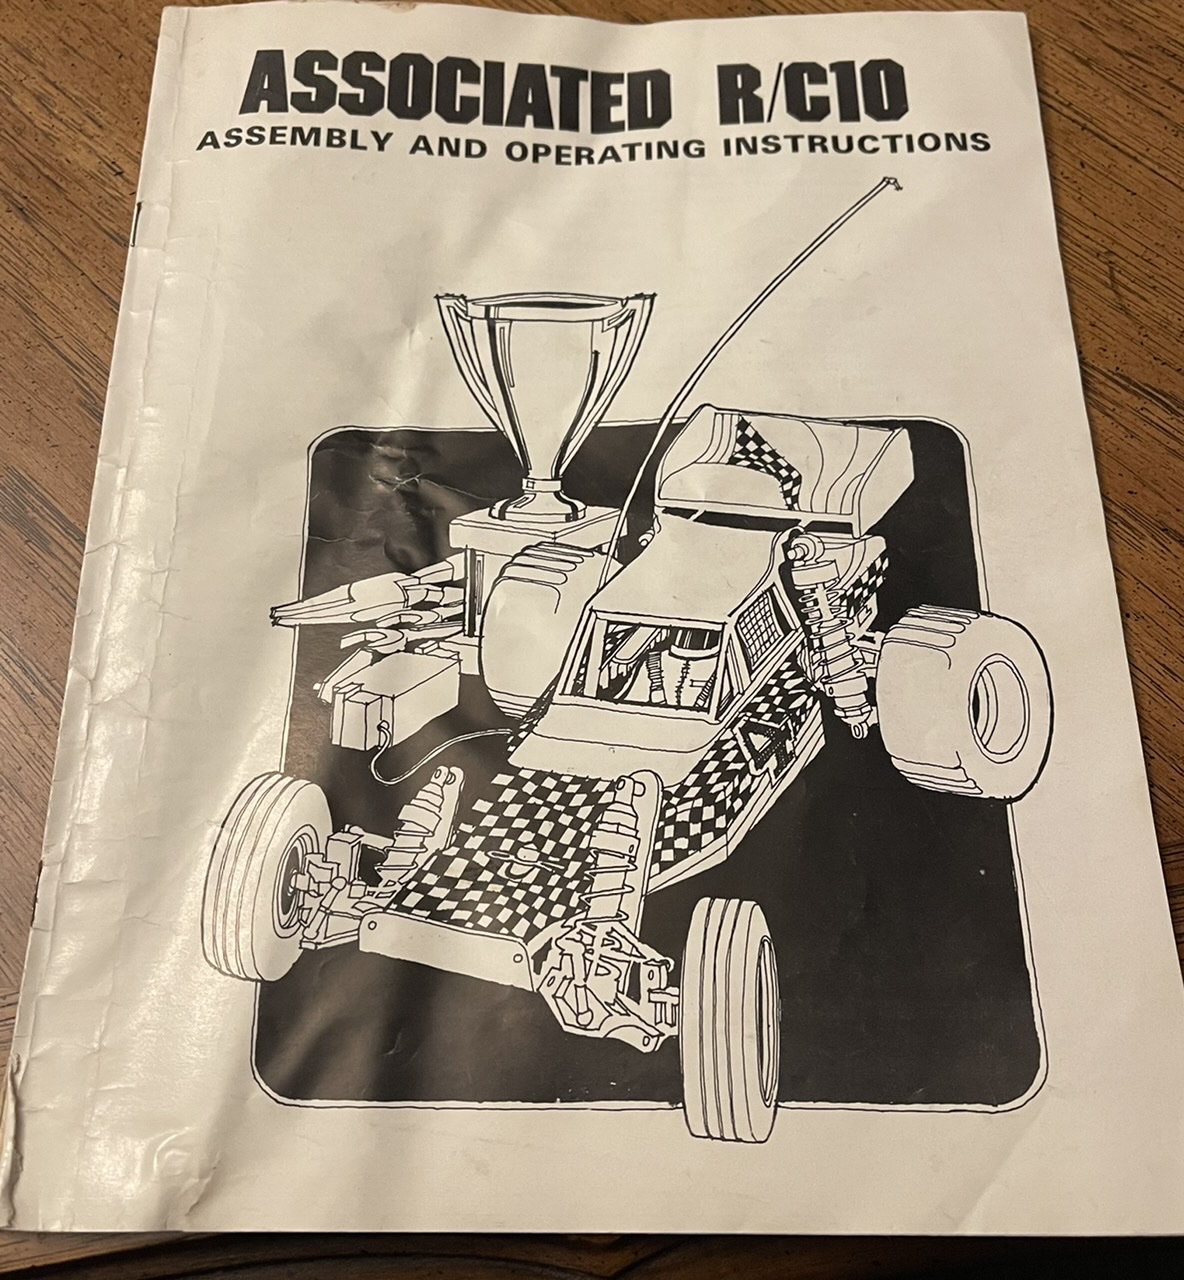 ASSOCIATED R/C10
ASSEMBLY AND OPERATING INSTRUCTIONS